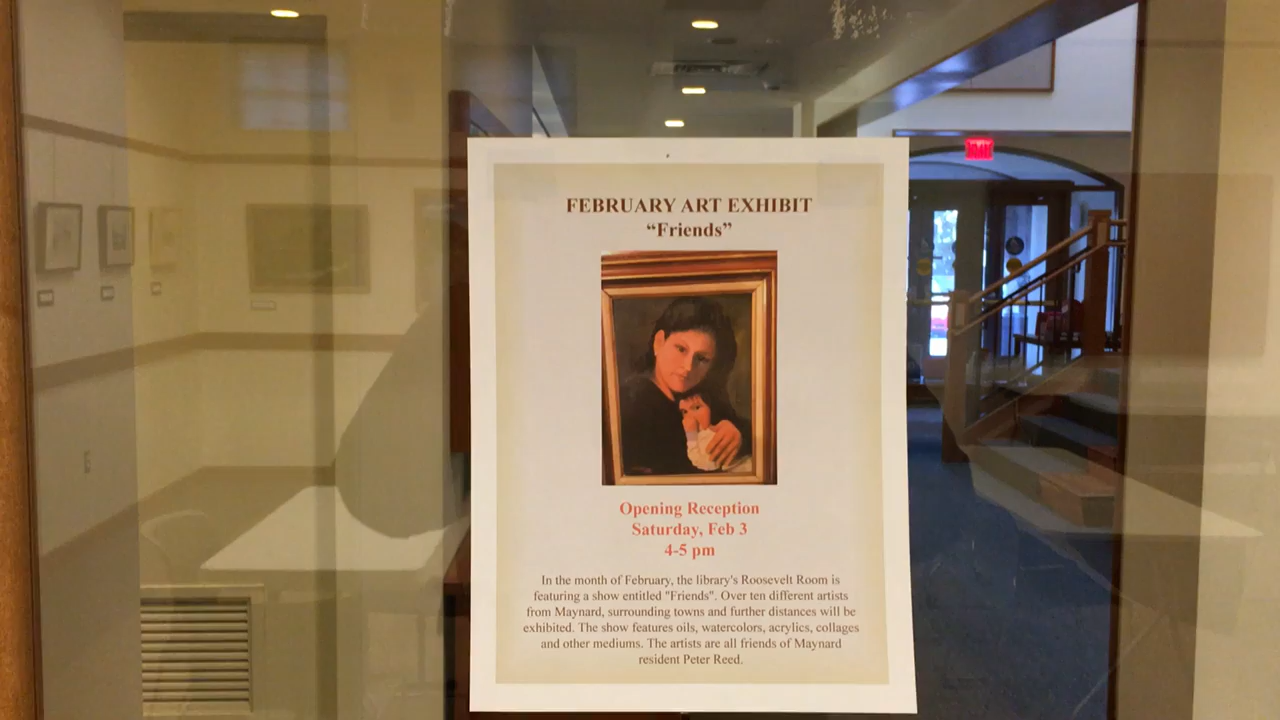 FEBRUARY ART EXHIBIT
“Friends”
Opening Reception
Saturday, Feb 3
4-5 pm
In the month of February, the library's Roosevelt Room is
featuring a show entitled "Friends". Over ten different artists
from Maynard, surrounding towns and further distances will be
exhibited. The show features oils, watercolors, acrylics, collages
and other mediums. The artists are all friends of Maynard
resident Peter Reed.